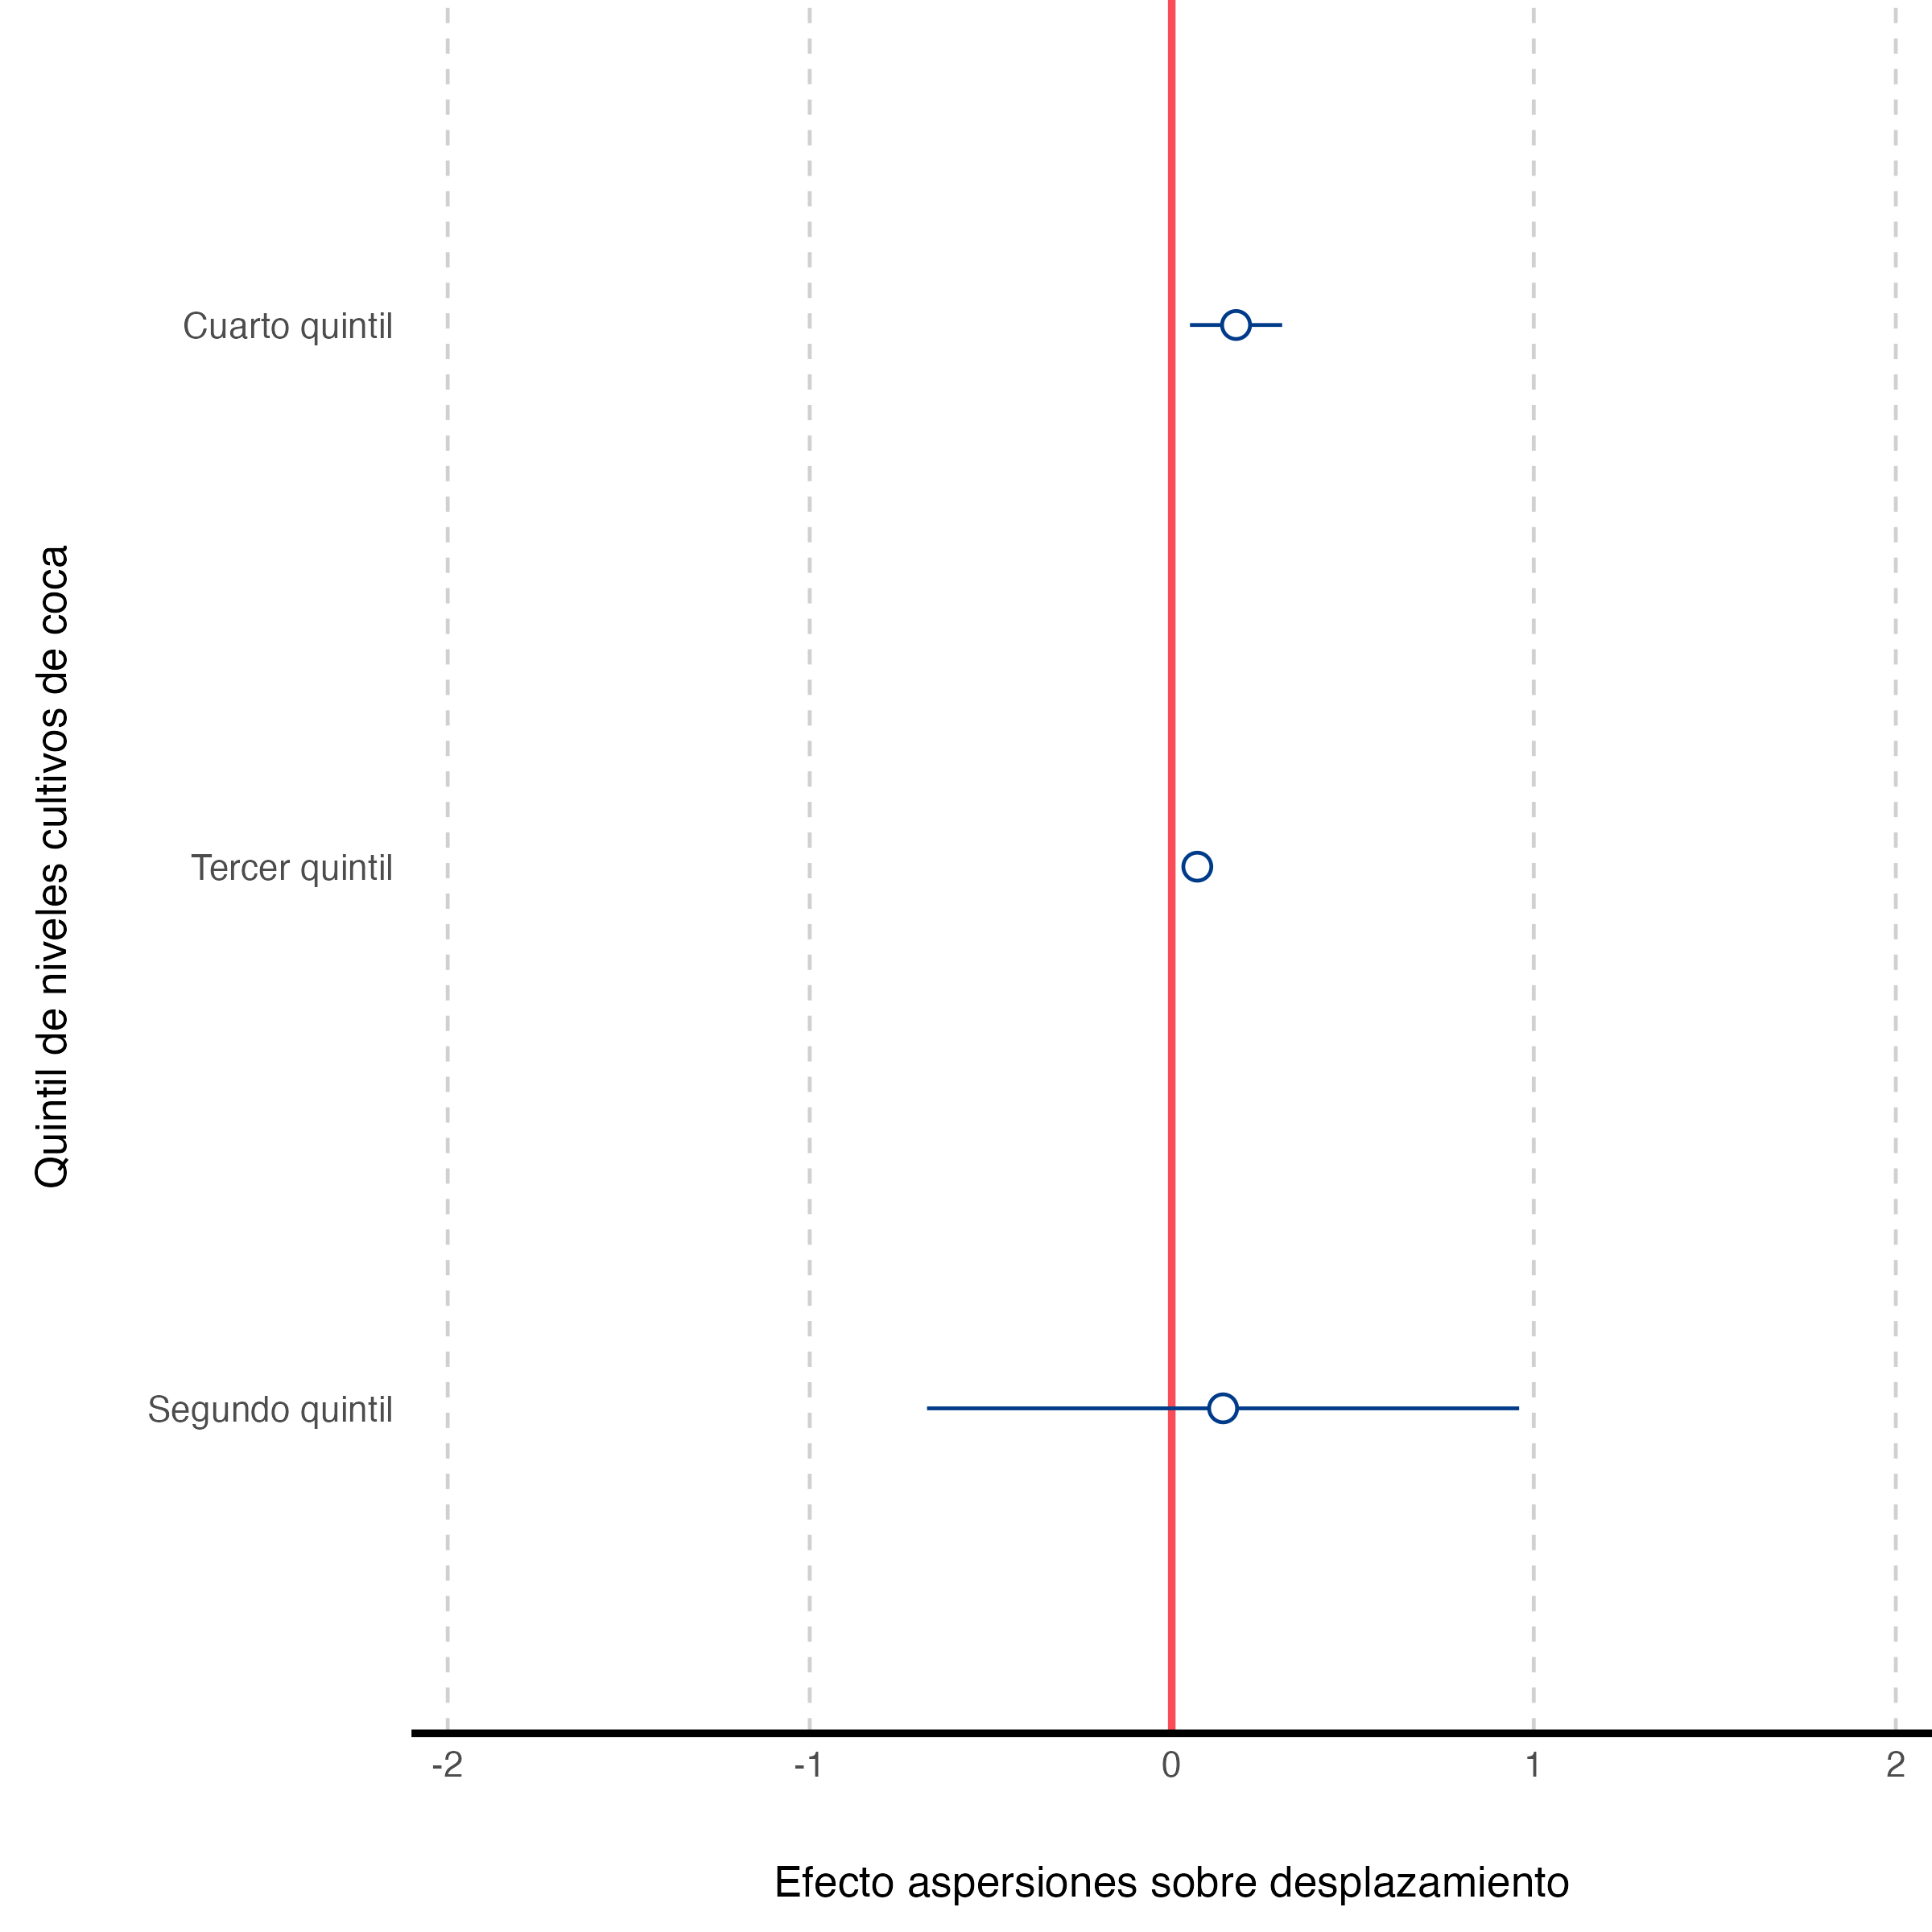 Quintil de niveles cultivos de coca
Cuarto quintil
Tercer quintil
Segundo quintil
-2 -1 0 1 2
Efecto aspersiones sobre desplazamiento